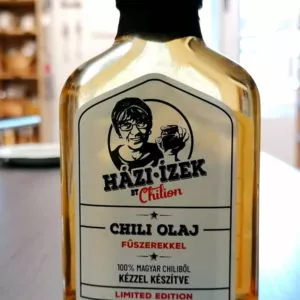 HÁZI·ÍZEK
BY Chilion
CHILI OLAJ
FŰSZEREKKEL
100% MAGYAR CHILIBŐL
KÉZZEL KÉSZÍTVE
LIMITED EDITION